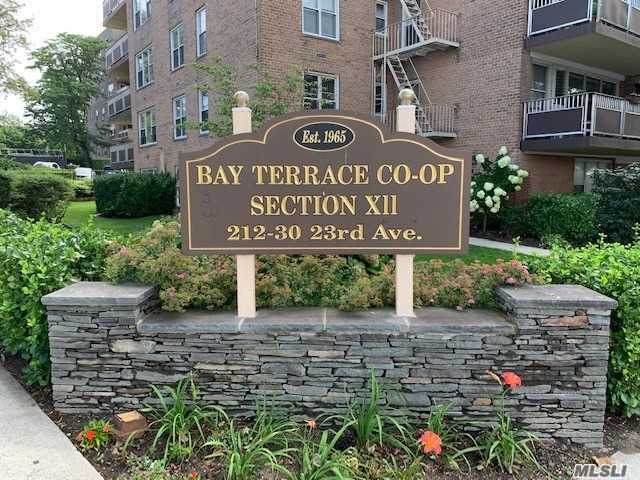 Est. 1965
BAY TERRACE CO-OP
SECTION XII
212-30 23rd Ave.
MLSLI